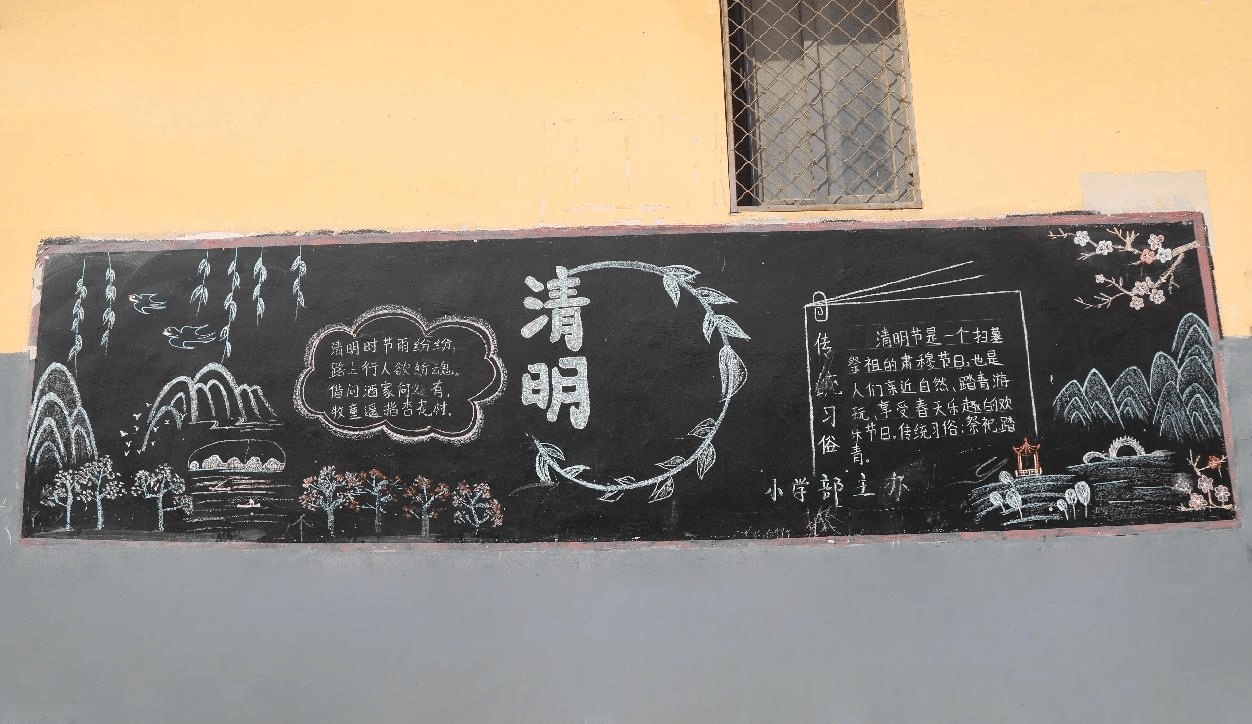 清明时节雨纷纷,
路上行人欲断魂。
借问酒家何处有,
牧童遥指杏花村。
清
明
传统习俗
清明节是一个扫墓
祭祖的肃穆节日,也是
人们亲近自然、踏青游
玩、享受春天乐趣的欢
乐节日。传统习俗:祭祀、踏
青。
小学部主办